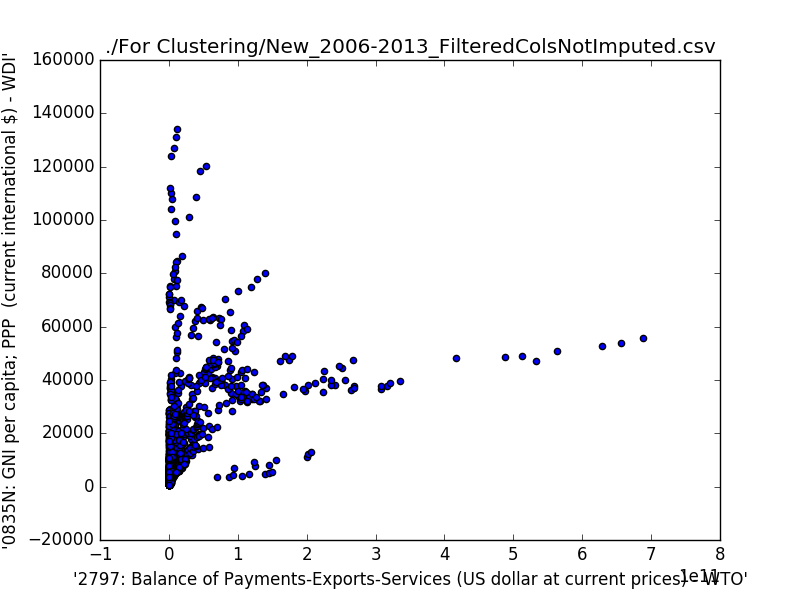 ./For Clustering/New_2006-2013_FilteredColsNotImputed.csv
'0835N: GNI per capita; PPP  (current international $) - WDI'
160000
140000
120000
100000
80000
60000
40000
20000
0
−20000
−1 0 1 2 3 4 5 6 7 8
1e11
'2797: Balance of Payments-Exports-Services (US dollar at current prices) - WTO'